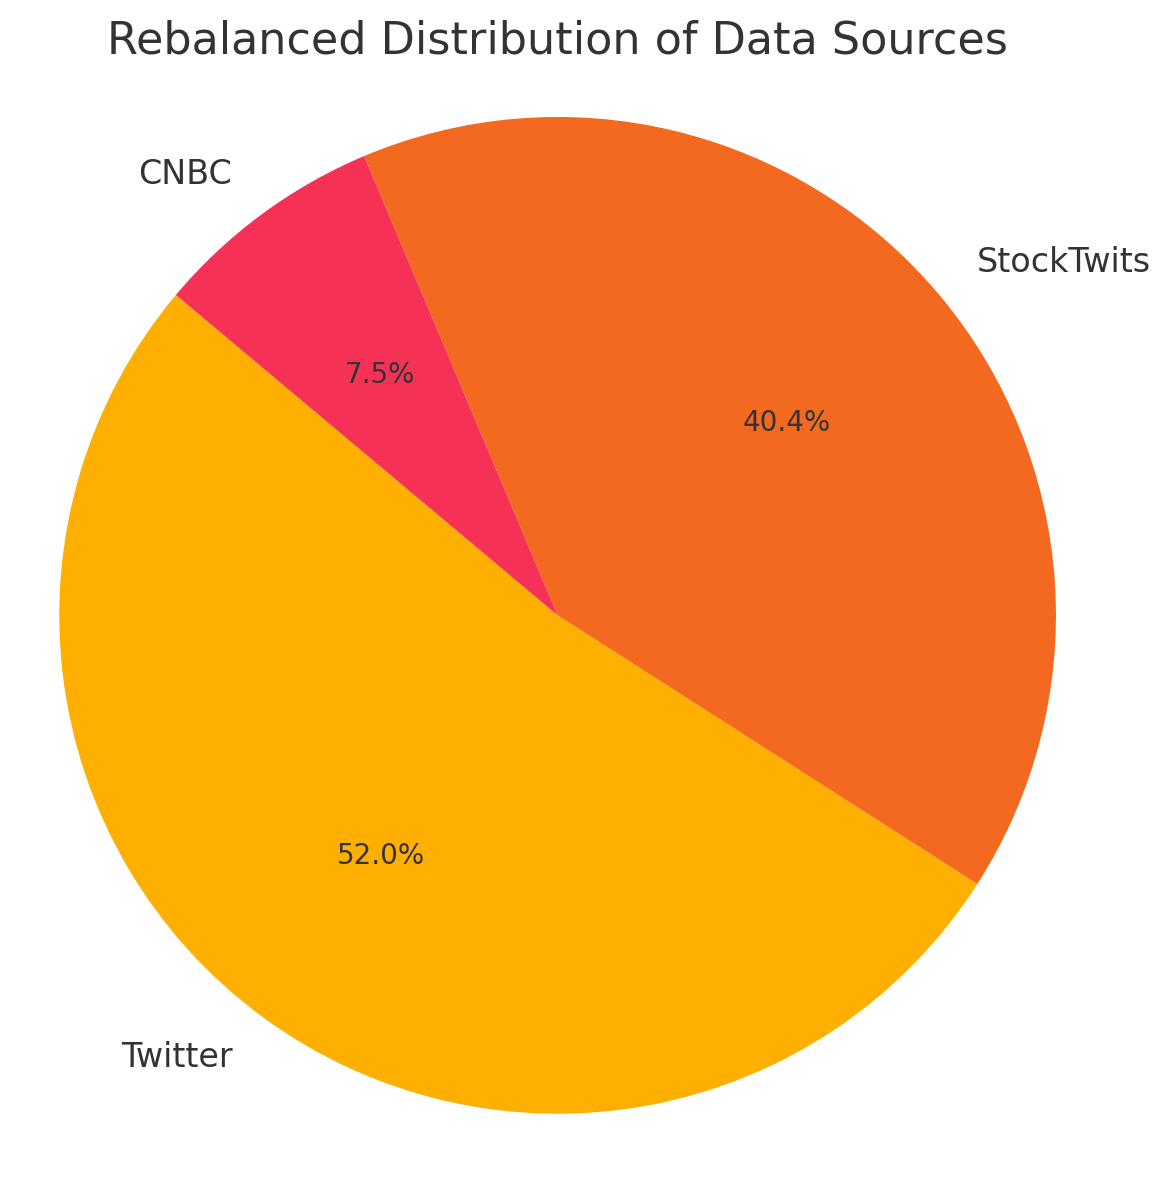 Rebalanced Distribution of Data Sources
CNBC
StockTwits
7.5%
40.4%
52.0%
Twitter